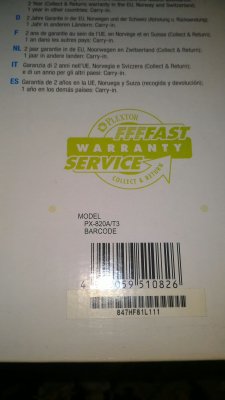 2 Year (Collect & Return) warranty in the EU, Norway and Switzerland;
1 year in other countries: Carry-in.
D 2 Jahre Garantie in der EU, Norwegen und der Schweiz (Abholung u. Rücksendung);
1 Jahr in anderen Ländern: Carry-in.
F 2 ans de garantie au sein de l'UE, en Norvège et en Suisse (Collect & Return);
1 an dans les autres pays: Carry-in.
NL 2 jaar garantie in de EU, Noorwegen en Zwitserland (Collect & Return);
1 jaar in andere landen: Carry-in.
IT Garanzia di 2 anni nell'UE, Norvegia e Svizzera (Collect & Return);
e di un anno per gli altri paesi: Carry-in.
ES Garantía de 2 años en la UE, Noruega y Suiza (recogida y devolución);
1 año en los demás países: Carry-in.
PLEXTOR
FFFFAST
WARRANTY
SERVICE
COLLECT & RETURN
MODEL
PX-820A/T3
BARCODE
4 059 510826
847HF81L111